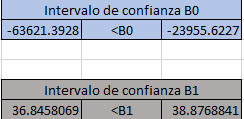 Intervalo de confianza B0
-63621.3928 <B0 -23955.6227
Intervalo de confianza B1
36.8458069 <B1 38.8768841